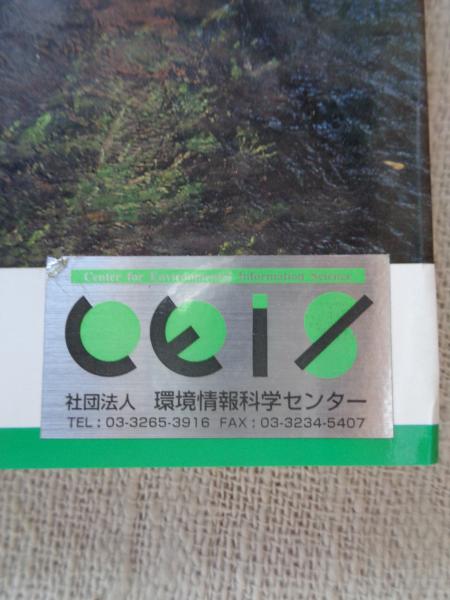 Center for Environmental Information Science
ceis
社団法人 環境情報科学センター
TEL：03-3265-3916 FAX：03-3234-5407